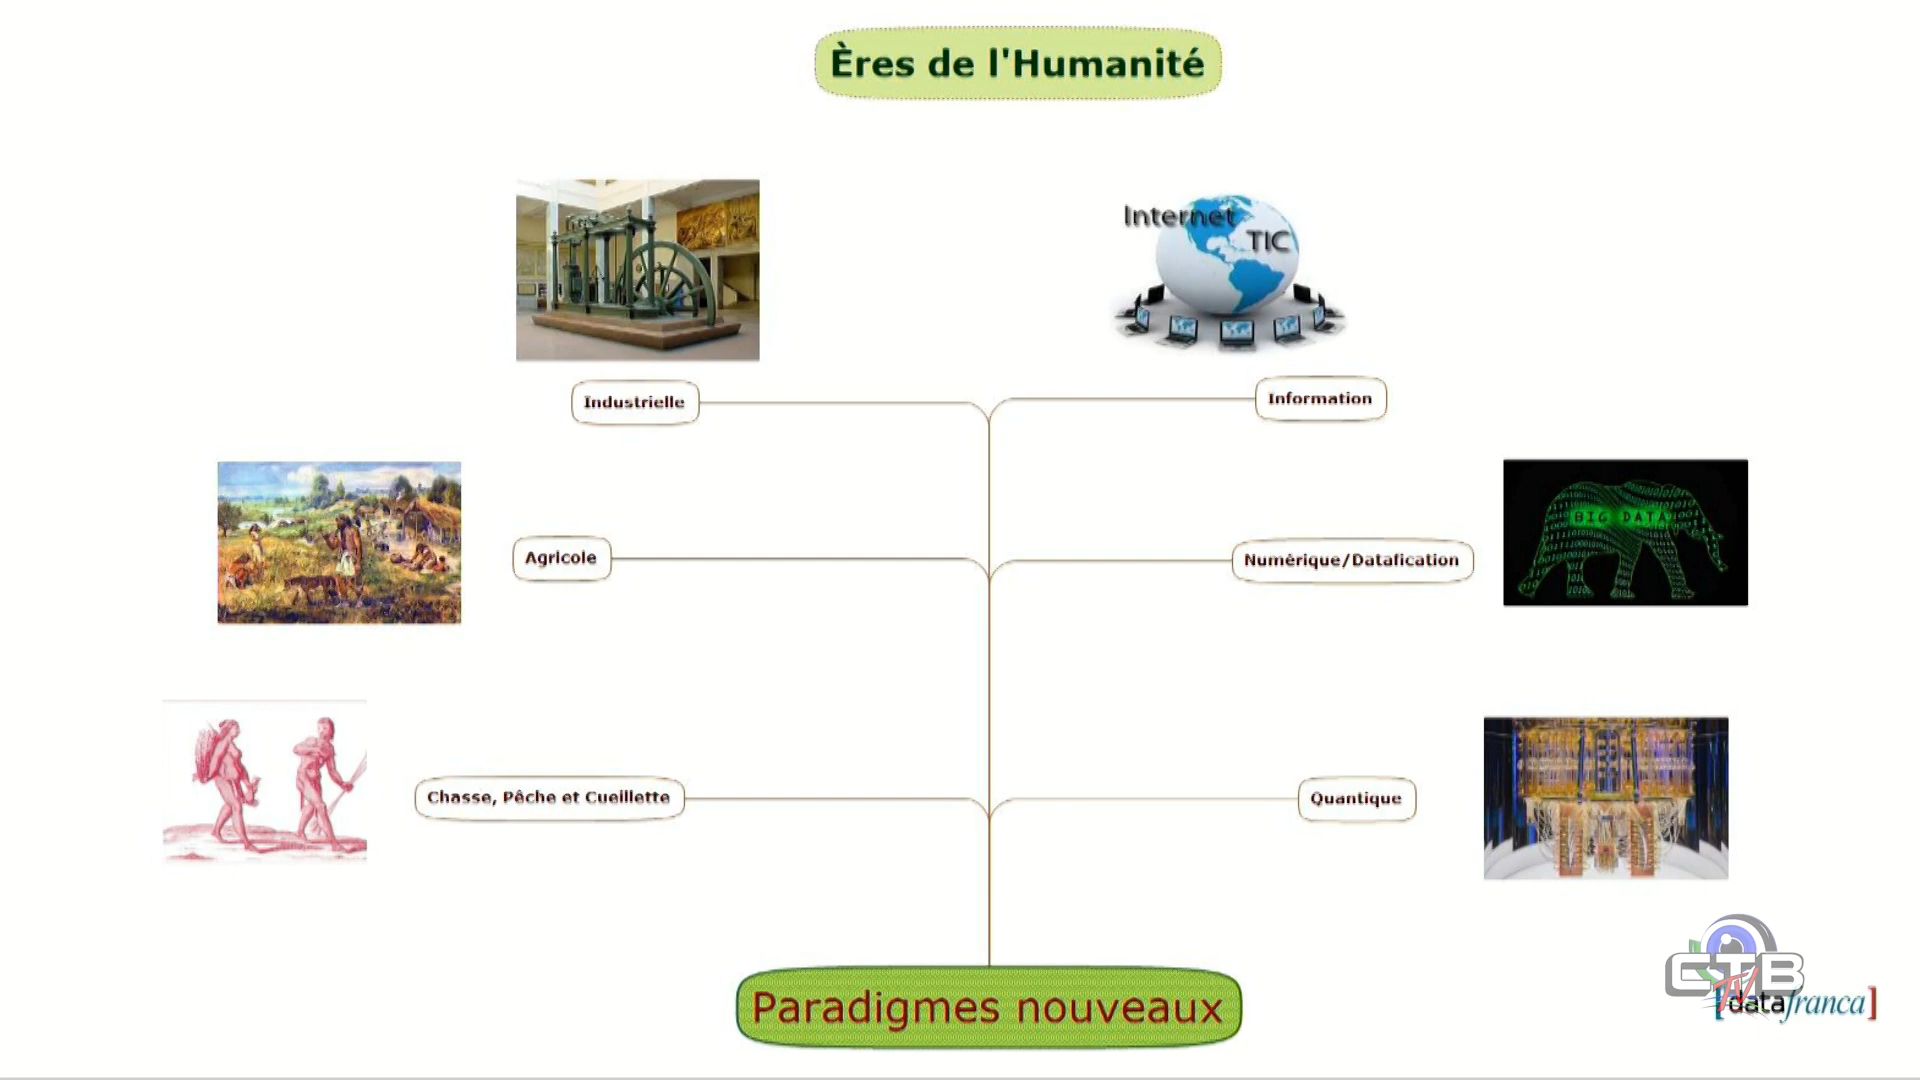 Ères de l'Humanité
Internet
TIC
Industrielle
Information
BIG DATA
Agricole
Numérique/Datafication
Chasse, Pêche et Cueillette
Quantique
Paradigmes nouveaux
CTB
TV
[datafranca]